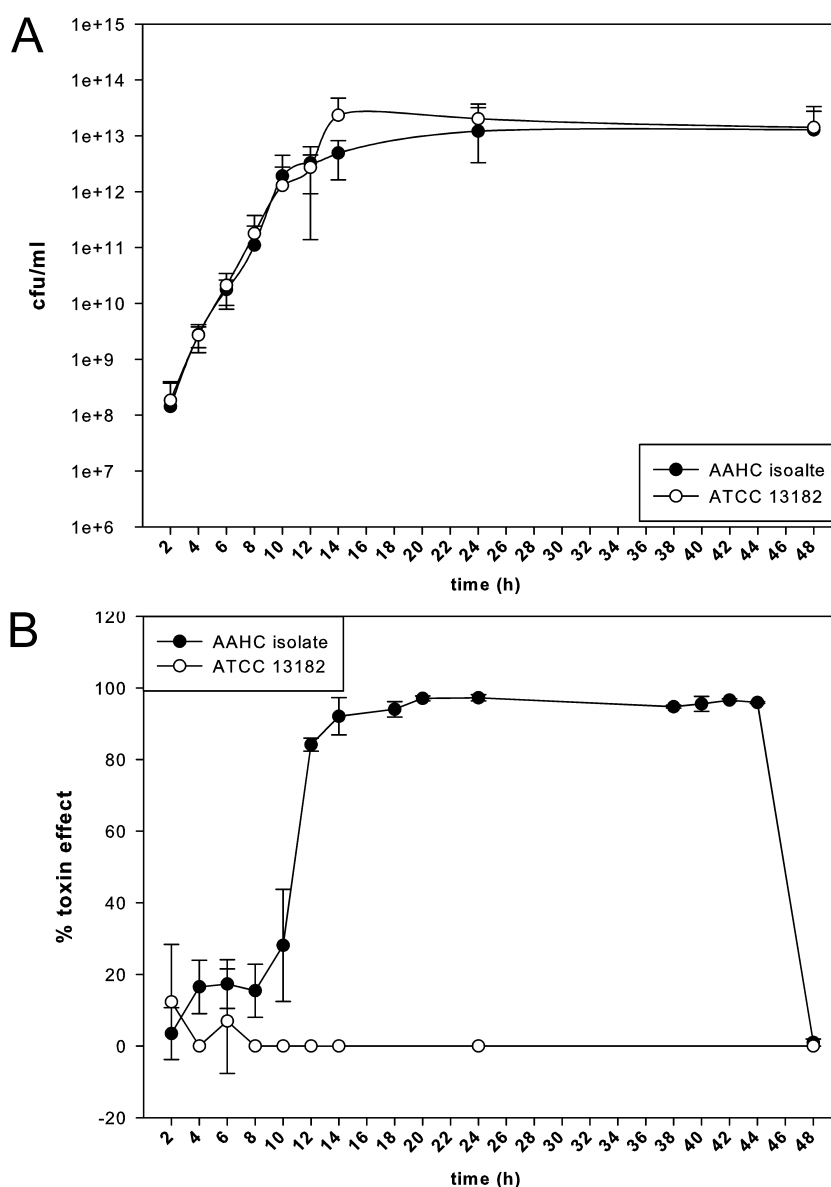 A
1e+15
1e+14
1e+13
1e+12
1e+11
1e+10
1e+9
1e+8
1e+7
1e+6
cfu/ml
AAHC isoalte
ATCC 13182
2 4 6 8 10 12 14 16 18 20 22 24 26 28 30 32 34 36 38 40 42 44 48
time (h)
B
120
100
80
60
40
20
0
-20
% toxin effect
AAHC isolate
ATCC 13182
2 4 6 8 10 12 14 16 18 20 22 24 26 28 30 32 34 36 38 40 42 44 48
time (h)